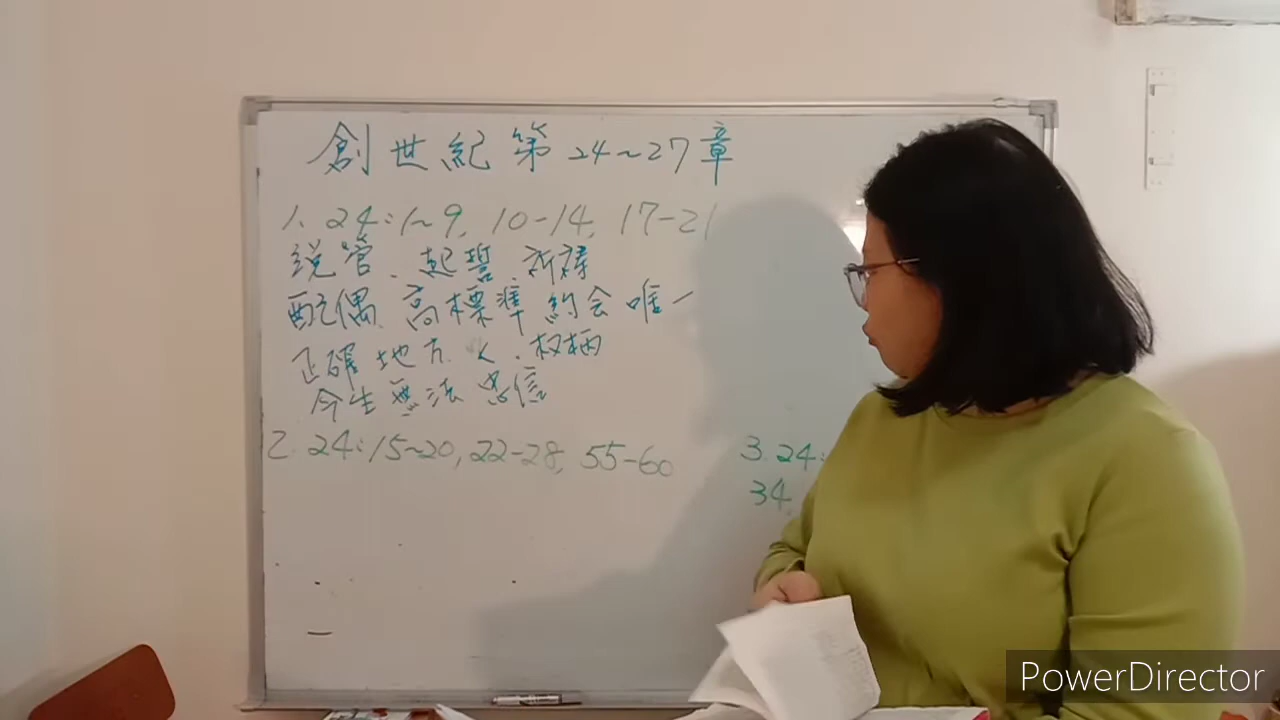 創世紀第24~27章
1. 24:1~9, 10-14, 17-21
説管、起誓、祈禱
配偶、高標準約会唯一
正確地方、人、权柄
今生無法忠信
2. 24:15~20, 22-28, 55-60
3. 24:
34
PowerDirector